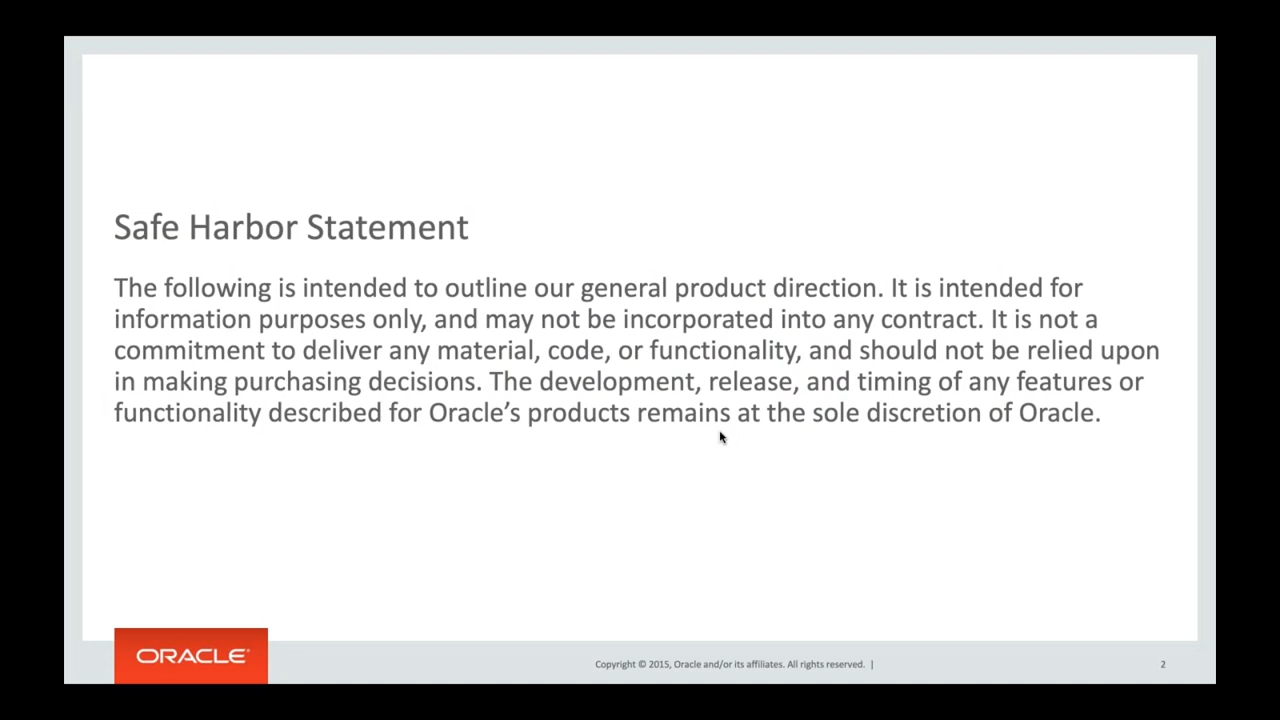 Safe Harbor Statement
The following is intended to outline our general product direction. It is intended for
information purposes only, and may not be incorporated into any contract. It is not a
commitment to deliver any material, code, or functionality, and should not be relied upon
in making purchasing decisions. The development, release, and timing of any features or
functionality described for Oracle’s products remains at the sole discretion of Oracle.
ORACLE®
Copyright © 2015, Oracle and/or its affiliates. All rights reserved. |
2